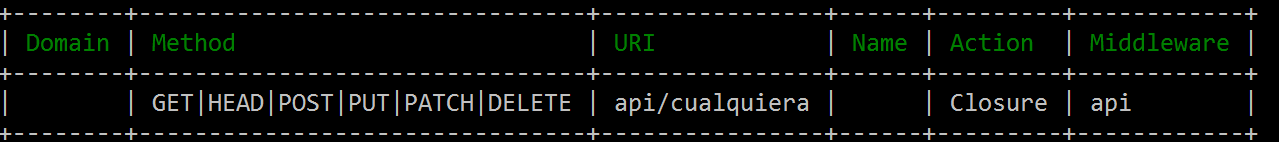 +--------+--------------------------------+----------------+------+---------+------------+
| Domain | Method                         | URI            | Name | Action  | Middleware |
+--------+--------------------------------+----------------+------+---------+------------+
|        | GET|HEAD|POST|PUT|PATCH|DELETE | api/cualquiera |      | Closure | api        |
+--------+--------------------------------+----------------+------+---------+------------+